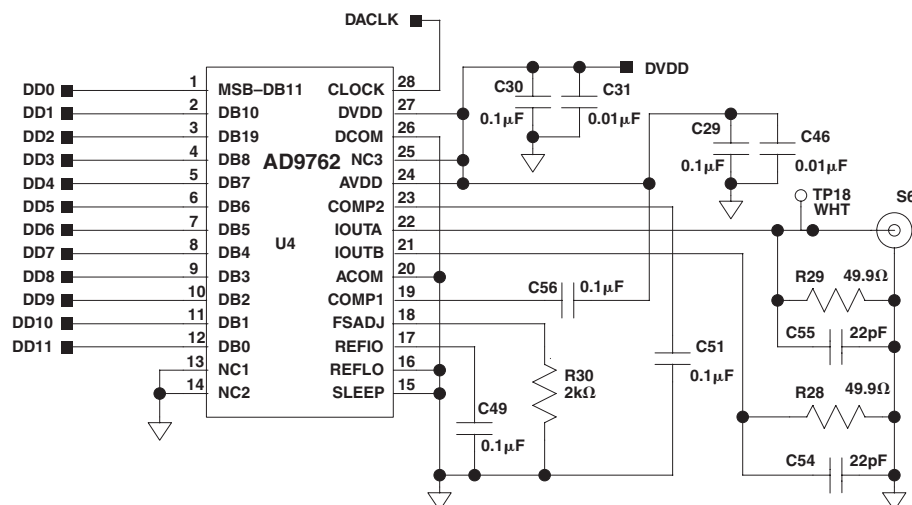 DACLK
DVDD
DD0 1 MSB–DB11 CLOCK 28
DD1 2 DB10 DVDD 27
DD2 3 DB19 DCOM 26
DD3 4 DB8 NC3 25
DD4 5 DB7 AVDD 24
DD5 6 DB6 COMP2 23
DD6 7 DB5 IOUTA 22
DD7 8 DB4 IOUTB 21
DD8 9 DB3 ACOM 20
DD9 10 DB2 COMP1 19
DD10 11 DB1 FSADJ 18
DD11 12 DB0 REFIO 17
13 NC1 REFLO 16
14 NC2 SLEEP 15
AD9762
U4
C30
0.1µF
C31
0.01µF
C29
0.1µF
C46
0.01µF
TP18
WHT
S6
C56 0.1µF
R29 49.9Ω
C55 22pF
C51
0.1µF
R30
2kΩ
R28 49.9Ω
C49
0.1µF
C54 22pF